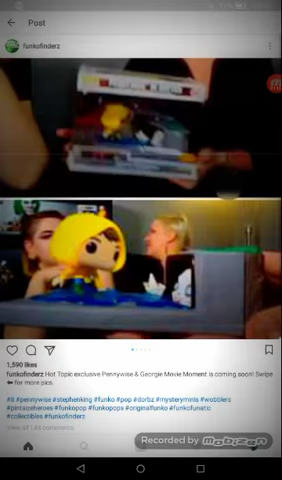 Post
funkofinderz
1,590 likes
funkofinderz Hot Topic exclusive Pennywise & Georgie Movie Moment is coming soon! Swipe
⬅ for more pics.
#pennywise #stephenking #funko #pop #dorbz #mysteryminis #wobblers
#pintsizeheroes #funkopop #funkopops #originalfunko #funkofunatic
#collectibles #funkofinderz
comments
Recorded by Mobizen